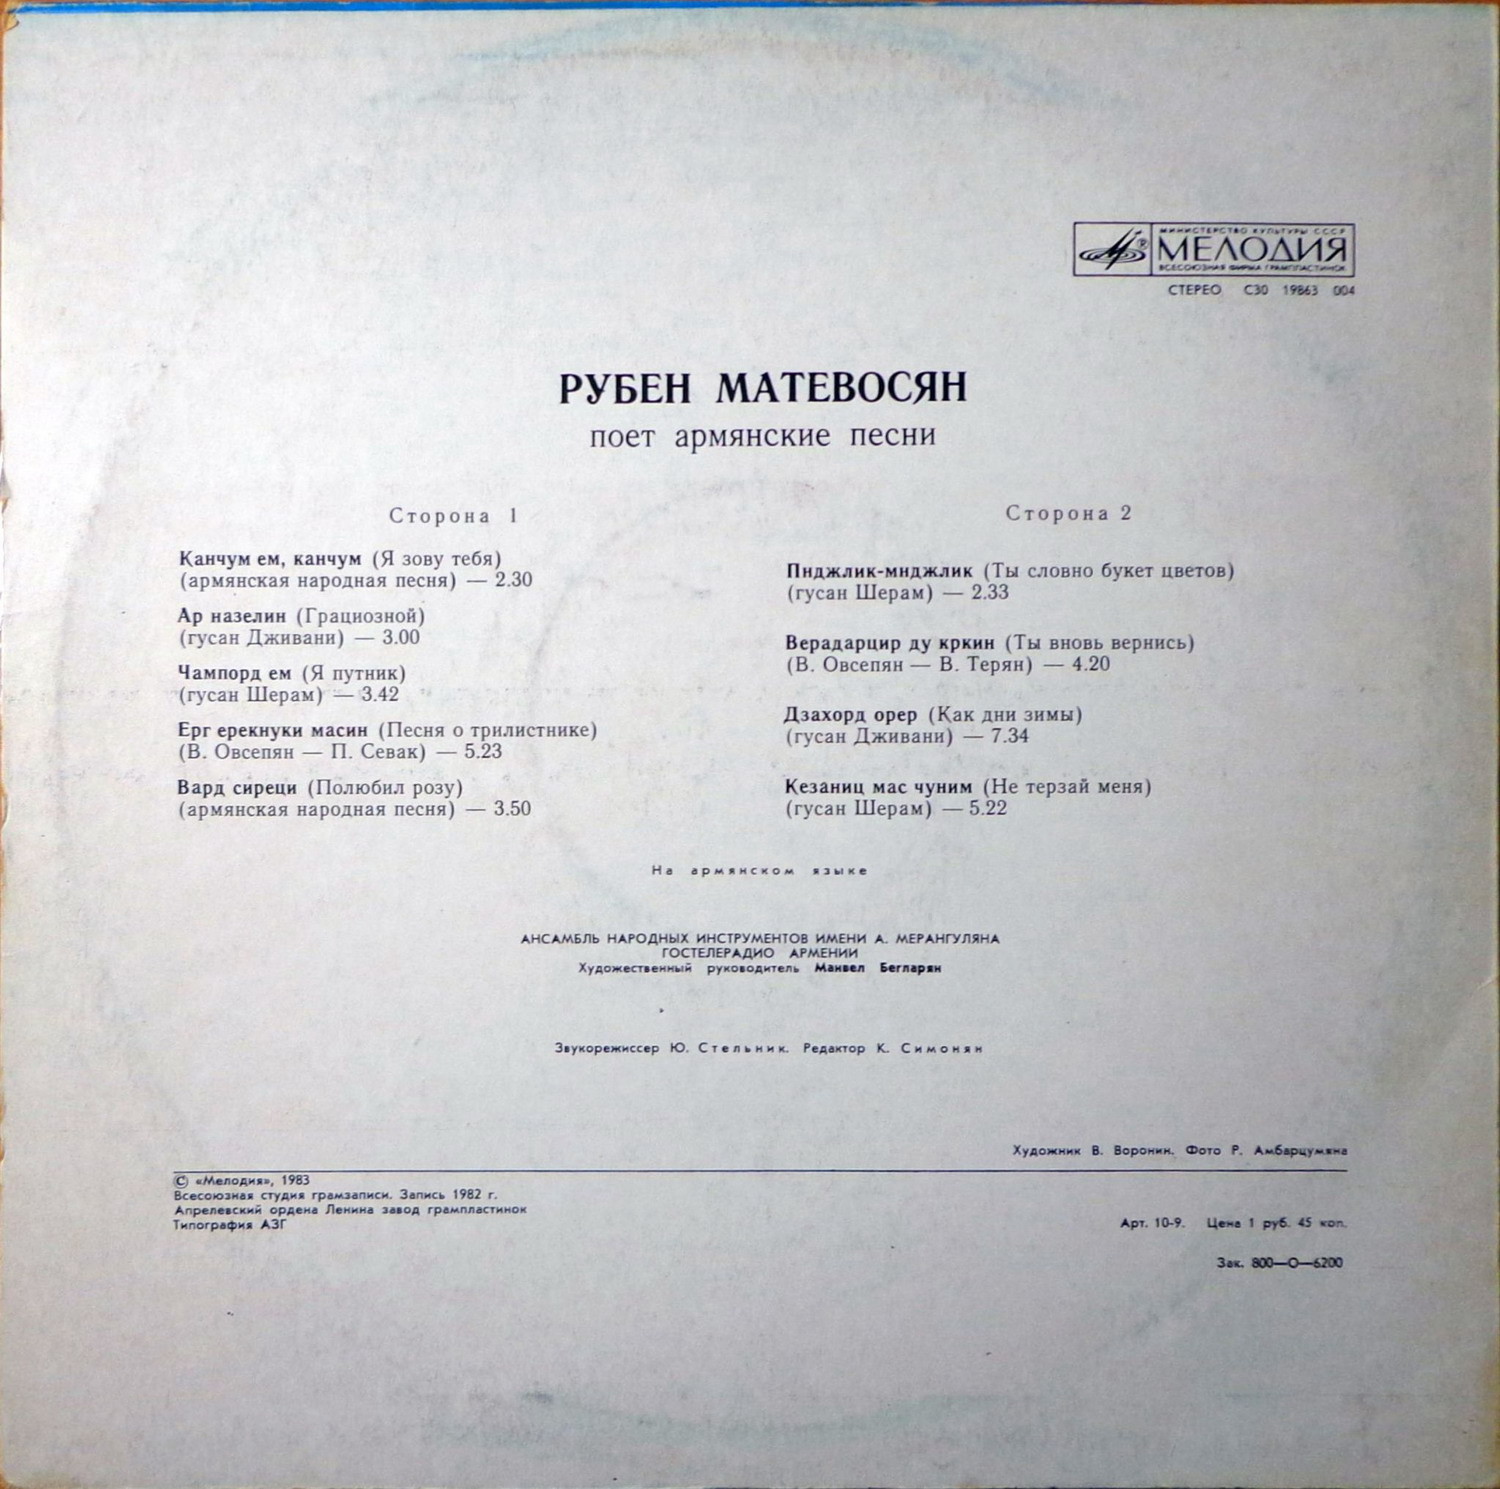 МИНИСТЕРСТВО КУЛЬТУРЫ СССР
МЕЛОДИЯ
ВСЕСОЮЗНАЯ ФИРМА ГРАМПЛАСТИНОК
СТЕРЕО С30 19863 004
РУБЕН МАТЕВОСЯН
поет армянские песни
Сторона 1
Канчум ем, канчум (Я зову тебя)
(армянская народная песня) — 2.30
Ар назелин (Грациозной)
(гусан Дживани) — 3.00
Чампорд ем (Я путник)
(гусан Шерам) — 3.42
Ерг ерекнуки масин (Песня о трилистнике)
(В. Овсепян — П. Севак) — 5.23
Вард сиреци (Полюбил розу)
(армянская народная песня) — 3.50
Сторона 2
Пнджлик-мнджлик (Ты словно букет цветов)
(гусан Шерам) — 2.33
Верадарцир ду кркин (Ты вновь вернись)
(В. Овсепян — В. Терян) — 4.20
Дзахорд орер (Как дни зимы)
(гусан Дживани) — 7.34
Кезаниц мас чуним (Не терзай меня)
(гусан Шерам) — 5.22
На армянском языке
АНСАМБЛЬ НАРОДНЫХ ИНСТРУМЕНТОВ ИМЕНИ А. МЕРАНГУЛЯНА
ГОСТЕЛЕРАДИО АРМЕНИИ
Художественный руководитель Манвел Бегларян
Звукорежиссер Ю. Стельник. Редактор К. Симонян
Художник В. Воронин. Фото Р. Амбарцумяна
© «Мелодия», 1983
Всесоюзная студия грамзаписи. Запись 1982 г.
Апрелевский ордена Ленина завод грампластинок
Типография АЗГ
Арт. 10-9. Цена 1 руб. 45 коп.
Зак. 800—О—6200